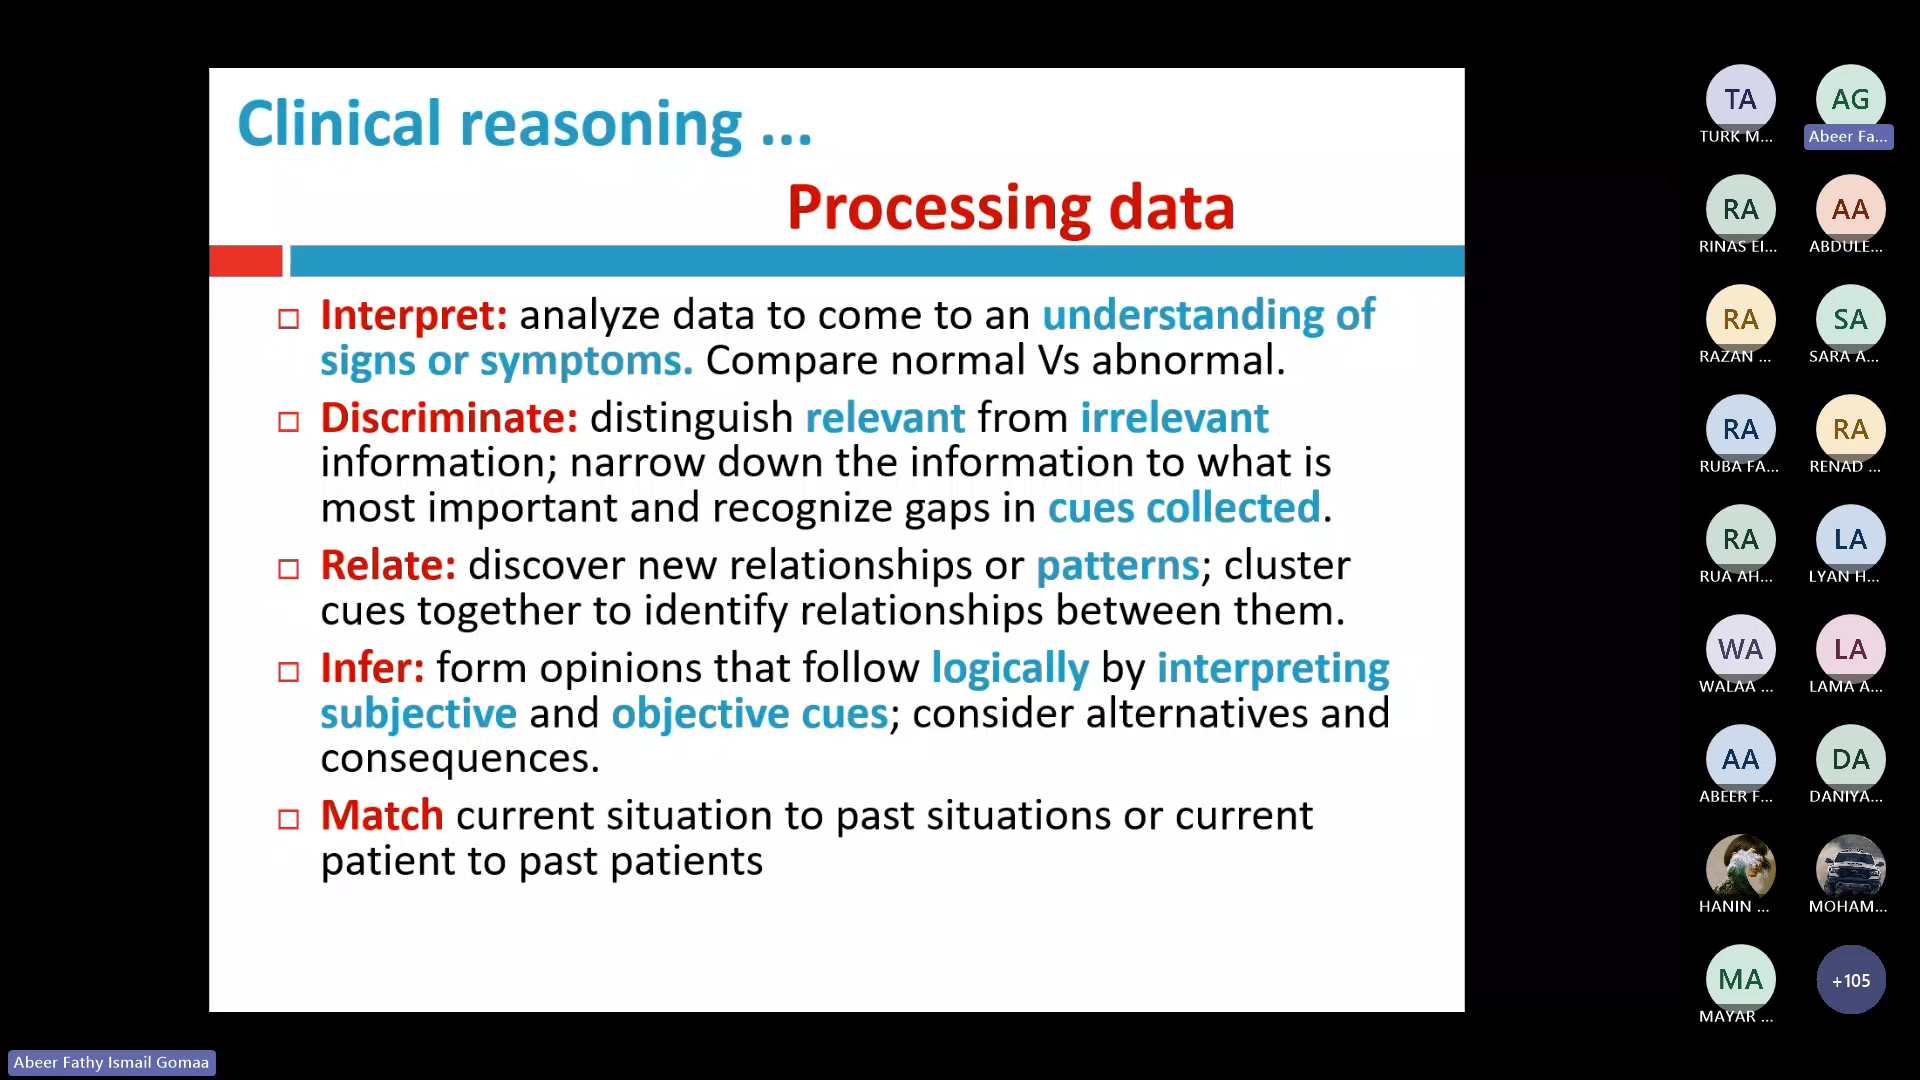 Clinical reasoning ...
Processing data
Interpret: analyze data to come to an understanding of
signs or symptoms. Compare normal Vs abnormal.
Discriminate: distinguish relevant from irrelevant
information; narrow down the information to what is
most important and recognize gaps in cues collected.
Relate: discover new relationships or patterns; cluster
cues together to identify relationships between them.
Infer: form opinions that follow logically by interpreting
subjective and objective cues; consider alternatives and
consequences.
Match current situation to past situations or current
patient to past patients
TA
TURK M...
AG
Abeer Fa...
RA
RINAS EI...
AA
ABDULE...
RA
RAZAN ...
SA
SARA A...
RA
RUBA FA...
RA
RENAD ...
RA
RUA AH...
LA
LYAN H...
WA
WALAA ...
LA
LAMA A...
AA
ABEER F...
DA
DANIYA...
HANIN ...
MOHAM...
MA
MAYAR ...
+105
Abeer Fathy Ismail Gomaa